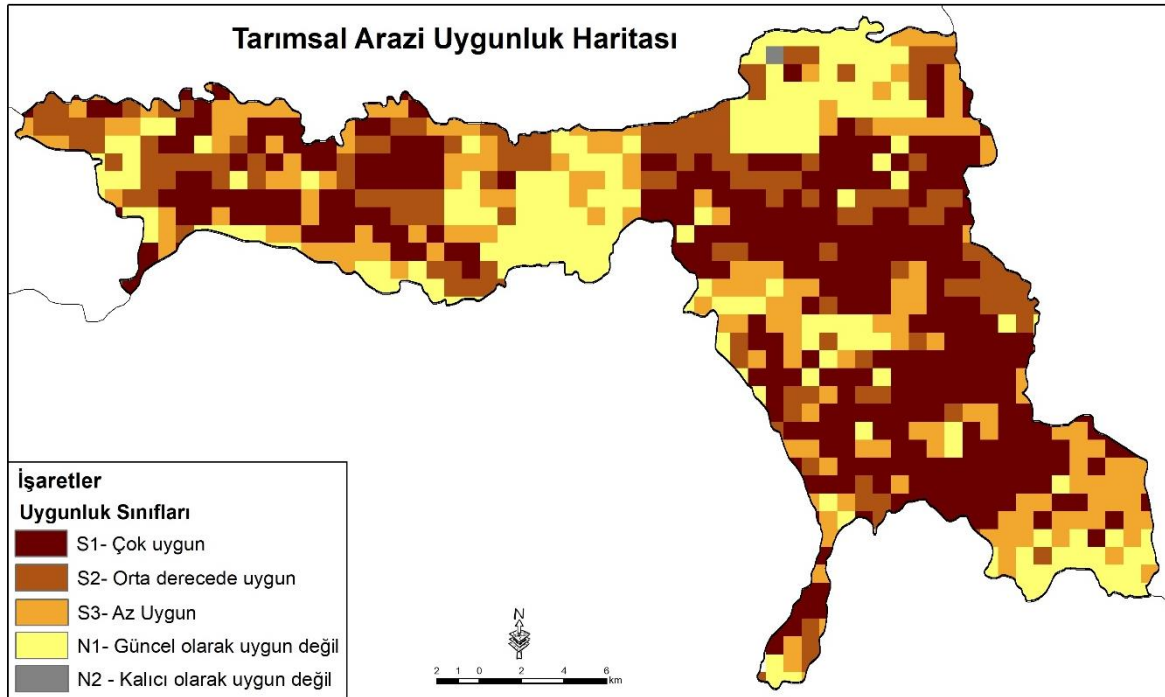 Tarımsal Arazi Uygunluk Haritası
İşaretler
Uygunluk Sınıfları
S1- Çok uygun
S2- Orta derecede uygun
S3- Az Uygun
N1- Güncel olarak uygun değil
N2 - Kalıcı olarak uygun değil
N
2 1 0 2 4 6
km